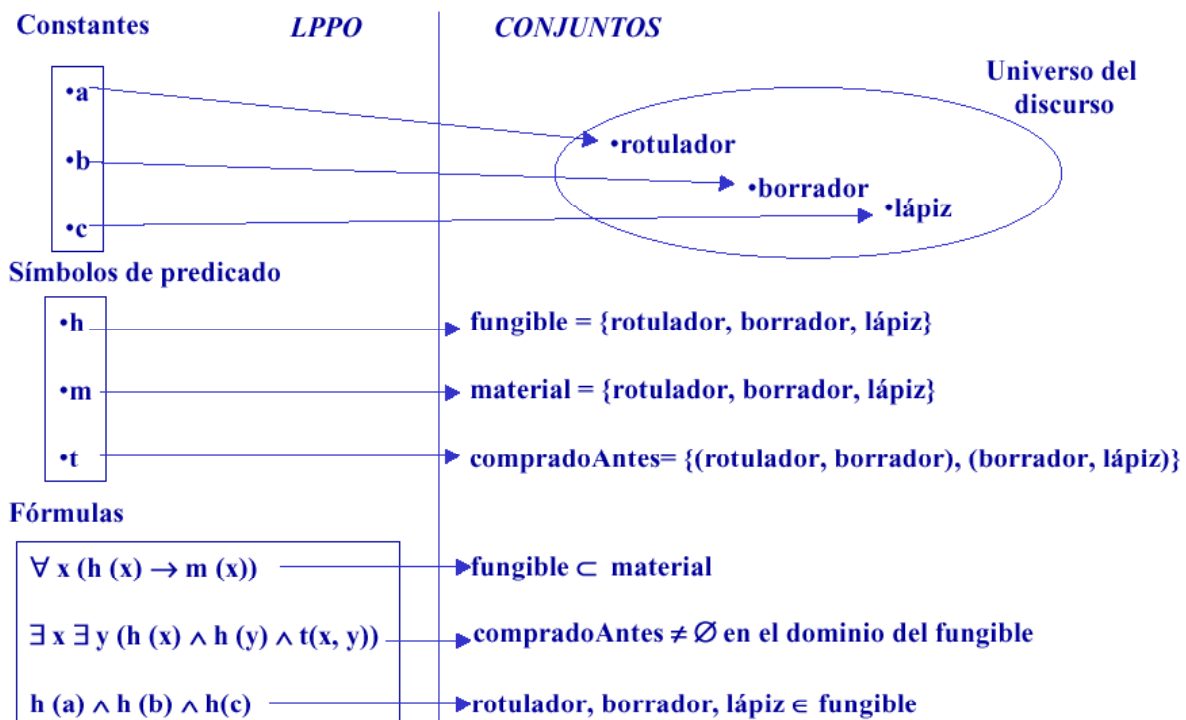 Constantes LPPO CONJUNTOS
Universo del
discurso
•a
•rotulador
•b
•borrador
•lápiz
•c
Símbolos de predicado
•h fungible = {rotulador, borrador, lápiz}
•m material = {rotulador, borrador, lápiz}
•t compradoAntes= {(rotulador, borrador), (borrador, lápiz)}
Fórmulas
∀ x (h (x) → m (x)) fungible ⊂ material
∃ x ∃ y (h (x) ∧ h (y) ∧ t(x, y)) compradoAntes ≠ ∅ en el dominio del fungible
h (a) ∧ h (b) ∧ h(c) rotulador, borrador, lápiz ∈ fungible